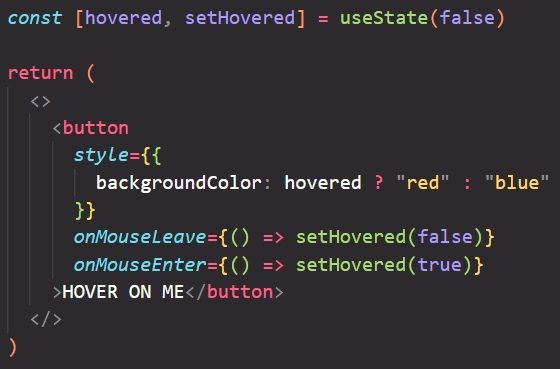 const [hovered, setHovered] = useState(false)
return (
<>
<button
style={{
backgroundColor: hovered ? "red" : "blue"
}}
onMouseLeave={() => setHovered(false)}
onMouseEnter={() => setHovered(true)}
>HOVER ON ME</button>
</>
)